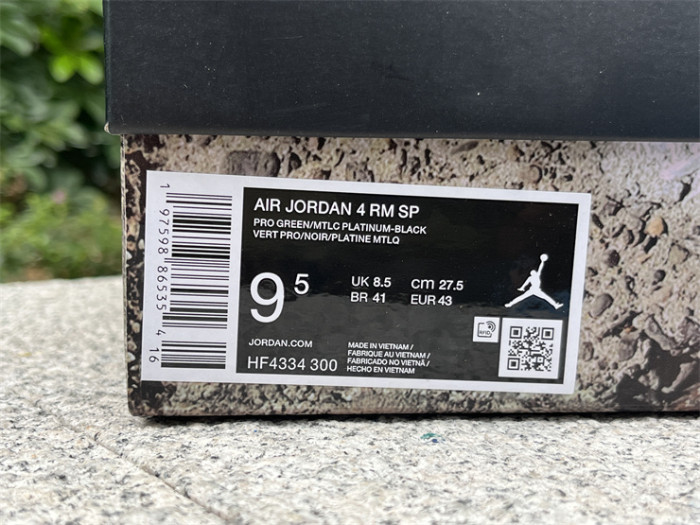 AIR JORDAN 4 RM SP
PRO GREEN/MTLC PLATINUM-BLACK
VERT PRO/NOIR/PLATINE MTLQ
9 5
UK 8.5 cm 27.5
BR 41 EUR 43
JORDAN.COM
HF4334 300
MADE IN VIETNAM /
FABRIQUE AU VIETNAM /
FABRICADO NO VIETNÃ /
HECHO EN VIETNAM
RFID
1 97598 86535 4 16